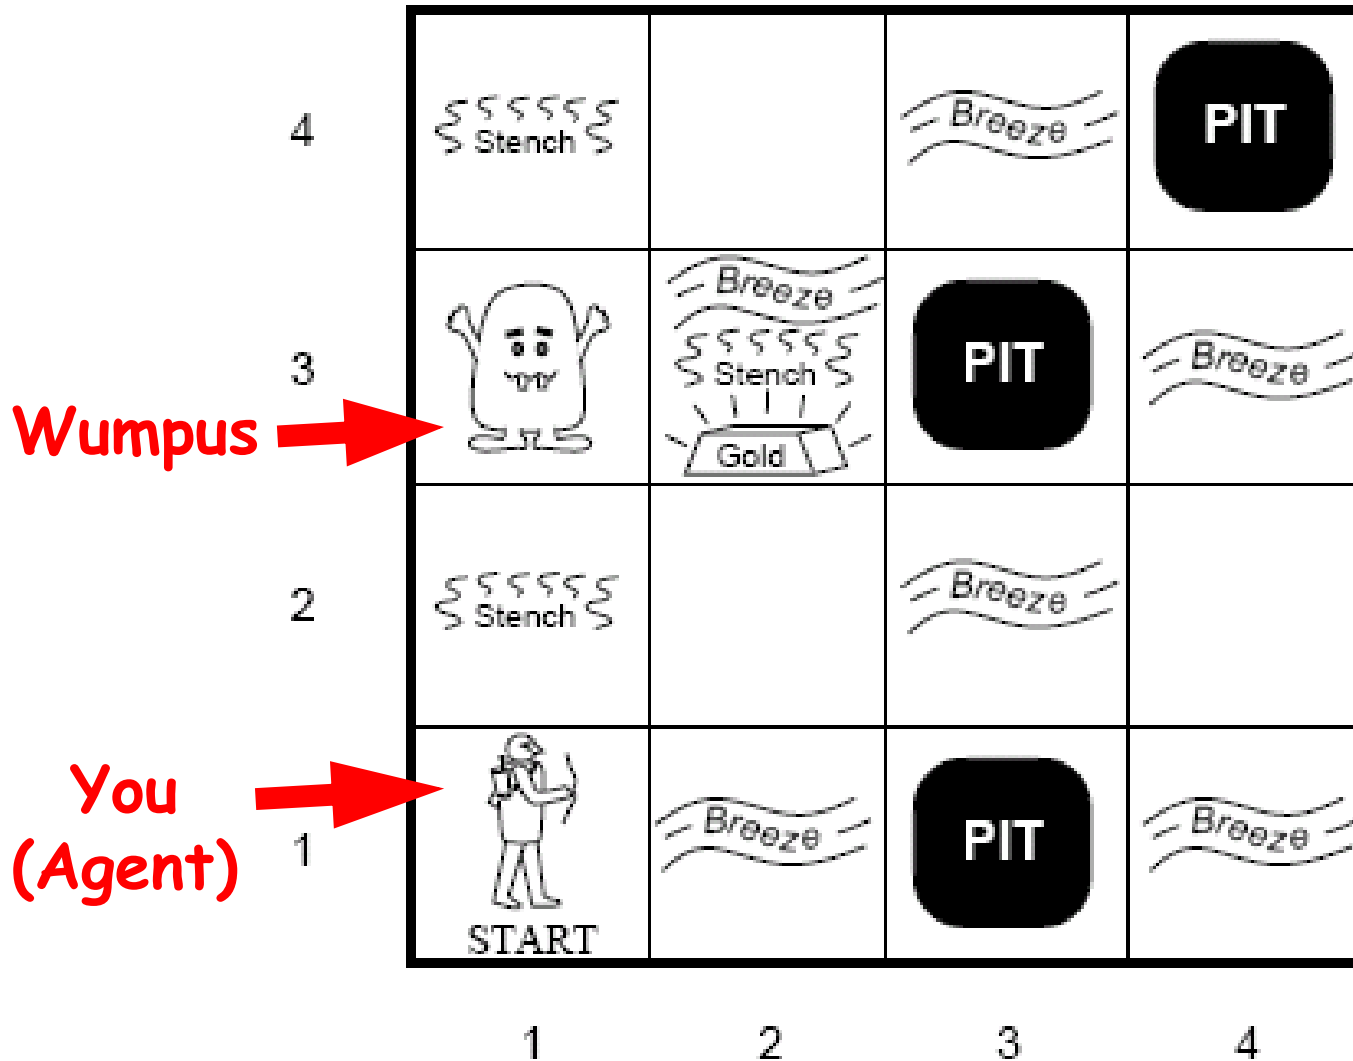 4
Stench
Breeze
PIT
3
Wumpus
Breeze
Stench
Gold
PIT
Breeze
2
Stench
Breeze
1
You
(Agent)
START
Breeze
PIT
Breeze
1 2 3 4